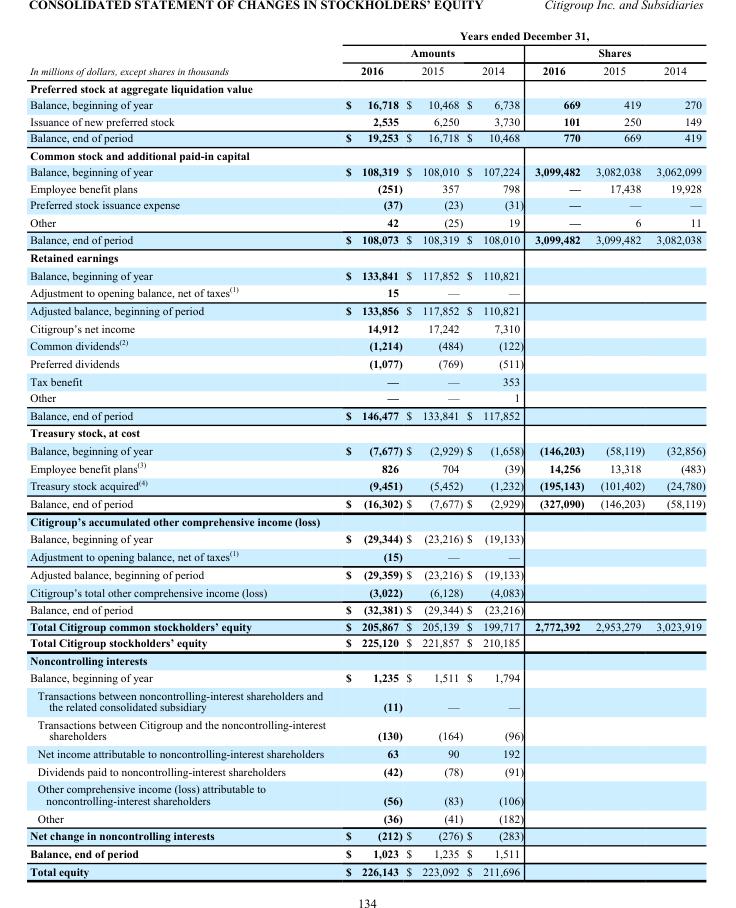 CONSOLIDATED STATEMENT OF CHANGES IN STOCKHOLDERS' EQUITY Citigroup Inc. and Subsidiaries
Years ended December 31,
Amounts Shares
In millions of dollars, except shares in thousands 2016 2015 2014 2016 2015 2014
Preferred stock at aggregate liquidation value
Balance, beginning of year $ 16,718 $ 10,468 $ 6,738 669 419 270
Issuance of new preferred stock 2,535 6,250 3,730 101 250 149
Balance, end of period $ 19,253 $ 16,718 $ 10,468 770 669 419
Common stock and additional paid-in capital
Balance, beginning of year $ 108,319 $ 108,010 $ 107,224 3,099,482 3,082,038 3,062,099
Employee benefit plans (251) 357 798 — 17,438 19,928
Preferred stock issuance expense (37) (23) (31) — — —
Other 42 (25) 19 — 6 11
Balance, end of period $ 108,073 $ 108,319 $ 108,010 3,099,482 3,099,482 3,082,038
Retained earnings
Balance, beginning of year $ 133,841 $ 117,852 $ 110,821
Adjustment to opening balance, net of taxes(1) 15 — —
Adjusted balance, beginning of period $ 133,856 $ 117,852 $ 110,821
Citigroup's net income 14,912 17,242 7,310
Common dividends(2) (1,214) (484) (122)
Preferred dividends (1,077) (769) (511)
Tax benefit — — 353
Other — — 1
Balance, end of period $ 146,477 $ 133,841 $ 117,852
Treasury stock, at cost
Balance, beginning of year $ (7,677) $ (2,929) $ (1,658) (146,203) (58,119) (32,856)
Employee benefit plans(3) 826 704 (39) 14,256 13,318 (483)
Treasury stock acquired(4) (9,451) (5,452) (1,232) (195,143) (101,402) (24,780)
Balance, end of period $ (16,302) $ (7,677) $ (2,929) (327,090) (146,203) (58,119)
Citigroup's accumulated other comprehensive income (loss)
Balance, beginning of year $ (29,344) $ (23,216) $ (19,133)
Adjustment to opening balance, net of taxes(1) (15) — —
Adjusted balance, beginning of period $ (29,359) $ (23,216) $ (19,133)
Citigroup's total other comprehensive income (loss) (3,022) (6,128) (4,083)
Balance, end of period $ (32,381) $ (29,344) $ (23,216)
Total Citigroup common stockholders' equity $ 205,867 $ 205,139 $ 199,717 2,772,392 2,953,279 3,023,919
Total Citigroup stockholders' equity $ 225,120 $ 221,857 $ 210,185
Noncontrolling interests
Balance, beginning of year $ 1,235 $ 1,511 $ 1,794
Transactions between noncontrolling-interest shareholders and
the related consolidated subsidiary (11) — —
Transactions between Citigroup and the noncontrolling-interest
shareholders (130) (164) (96)
Net income attributable to noncontrolling-interest shareholders 63 90 192
Dividends paid to noncontrolling-interest shareholders (42) (78) (91)
Other comprehensive income (loss) attributable to
noncontrolling-interest shareholders (56) (83) (106)
Other (36) (41) (182)
Net change in noncontrolling interests $ (212) $ (276) $ (283)
Balance, end of period $ 1,023 $ 1,235 $ 1,511
Total equity $ 226,143 $ 223,092 $ 211,696
134